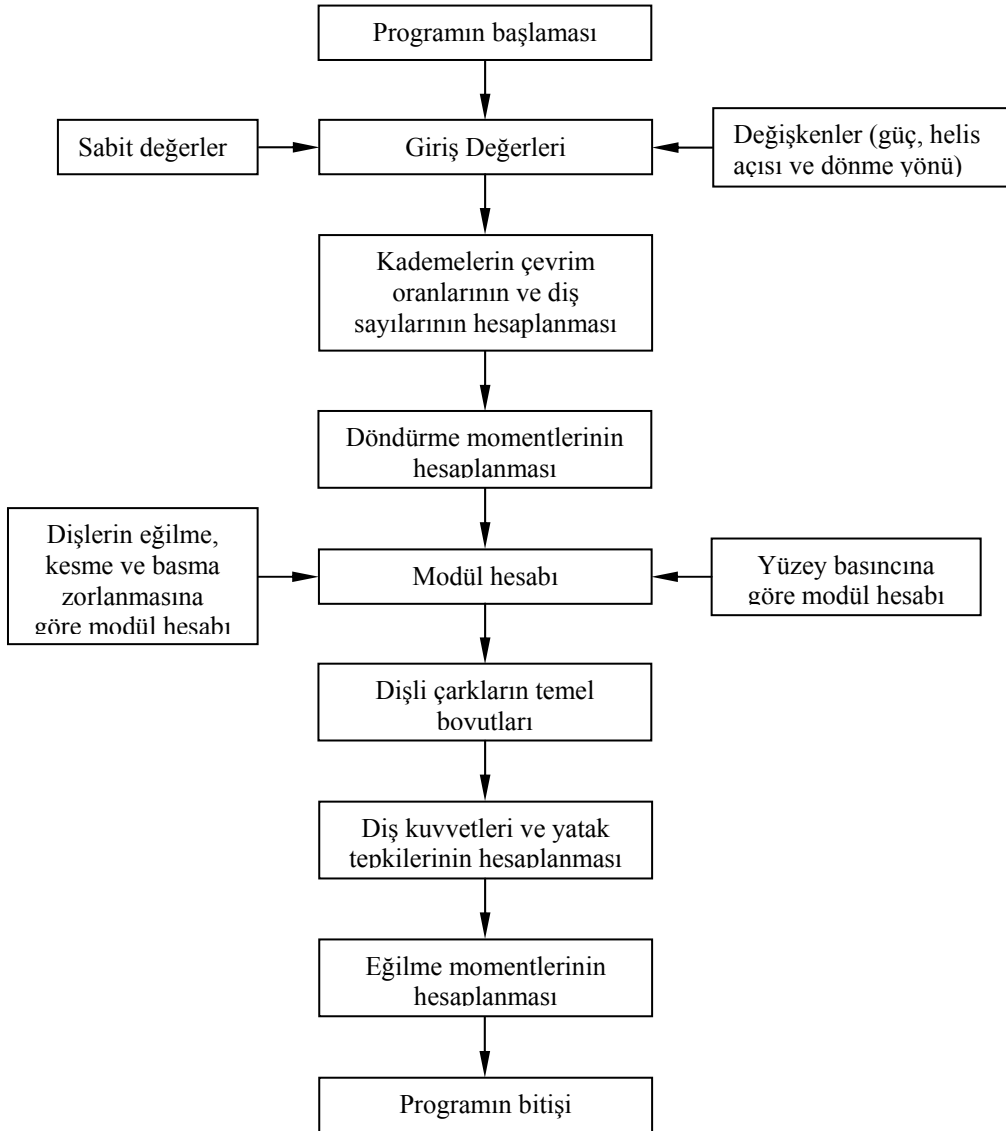 Programın başlaması
Sabit değerler
Giriş Değerleri
Değişkenler (güç, helis
açısı ve dönme yönü)
Kademelerin çevrim
oranlarının ve diş
sayılarının hesaplanması
Döndürme momentlerinin
hesaplanması
Dişlerin eğilme,
kesme ve basma
zorlanmasına
göre modül hesabı
Modül hesabı
Yüzey basıncına
göre modül hesabı
Dişli çarkların temel
boyutları
Diş kuvvetleri ve yatak
tepkilerinin hesaplanması
Eğilme momentlerinin
hesaplanması
Programın bitişi